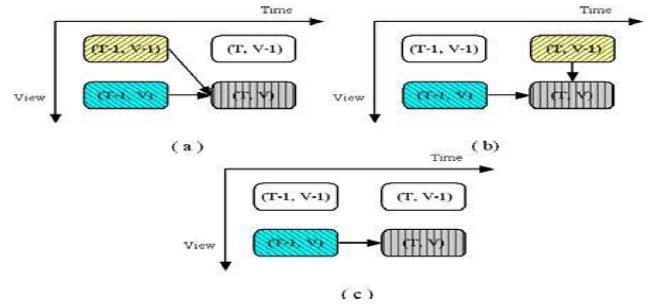 Time
Time
(T-1, V-1) (T, V-1) (T-1, V-1) (T, V-1)
View (T-1, V) (T, V) View (T-1, V) (T, V)
( a ) ( b )
Time
(T-1, V-1) (T, V-1)
View (T-1, V) (T, V)
( c )